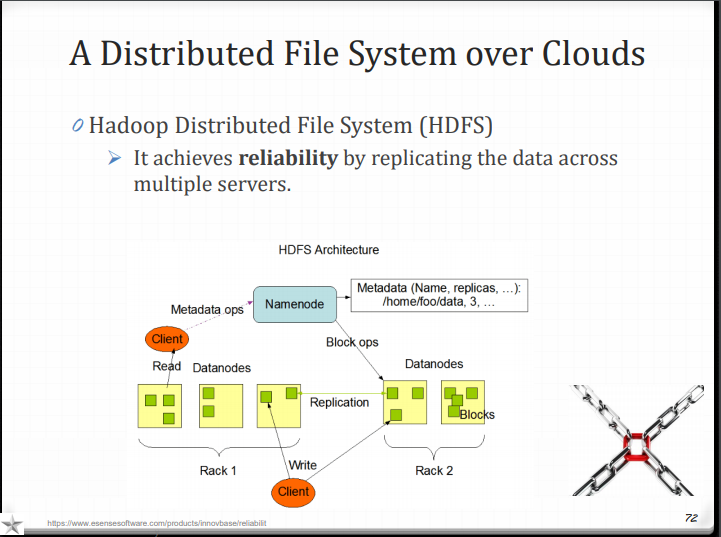 A Distributed File System over Clouds
Hadoop Distributed File System (HDFS)
It achieves reliability by replicating the data across
multiple servers.
HDFS Architecture
Metadata (Name, replicas, ...):
/home/foo/data, 3, ...
Namenode
Metadata ops
Client
Block ops
Read
Datanodes
Datanodes
Replication
Blocks
Rack 1
Write
Rack 2
Client
https://www.esensesoftware.com/products/innovbase/reliabilit
72